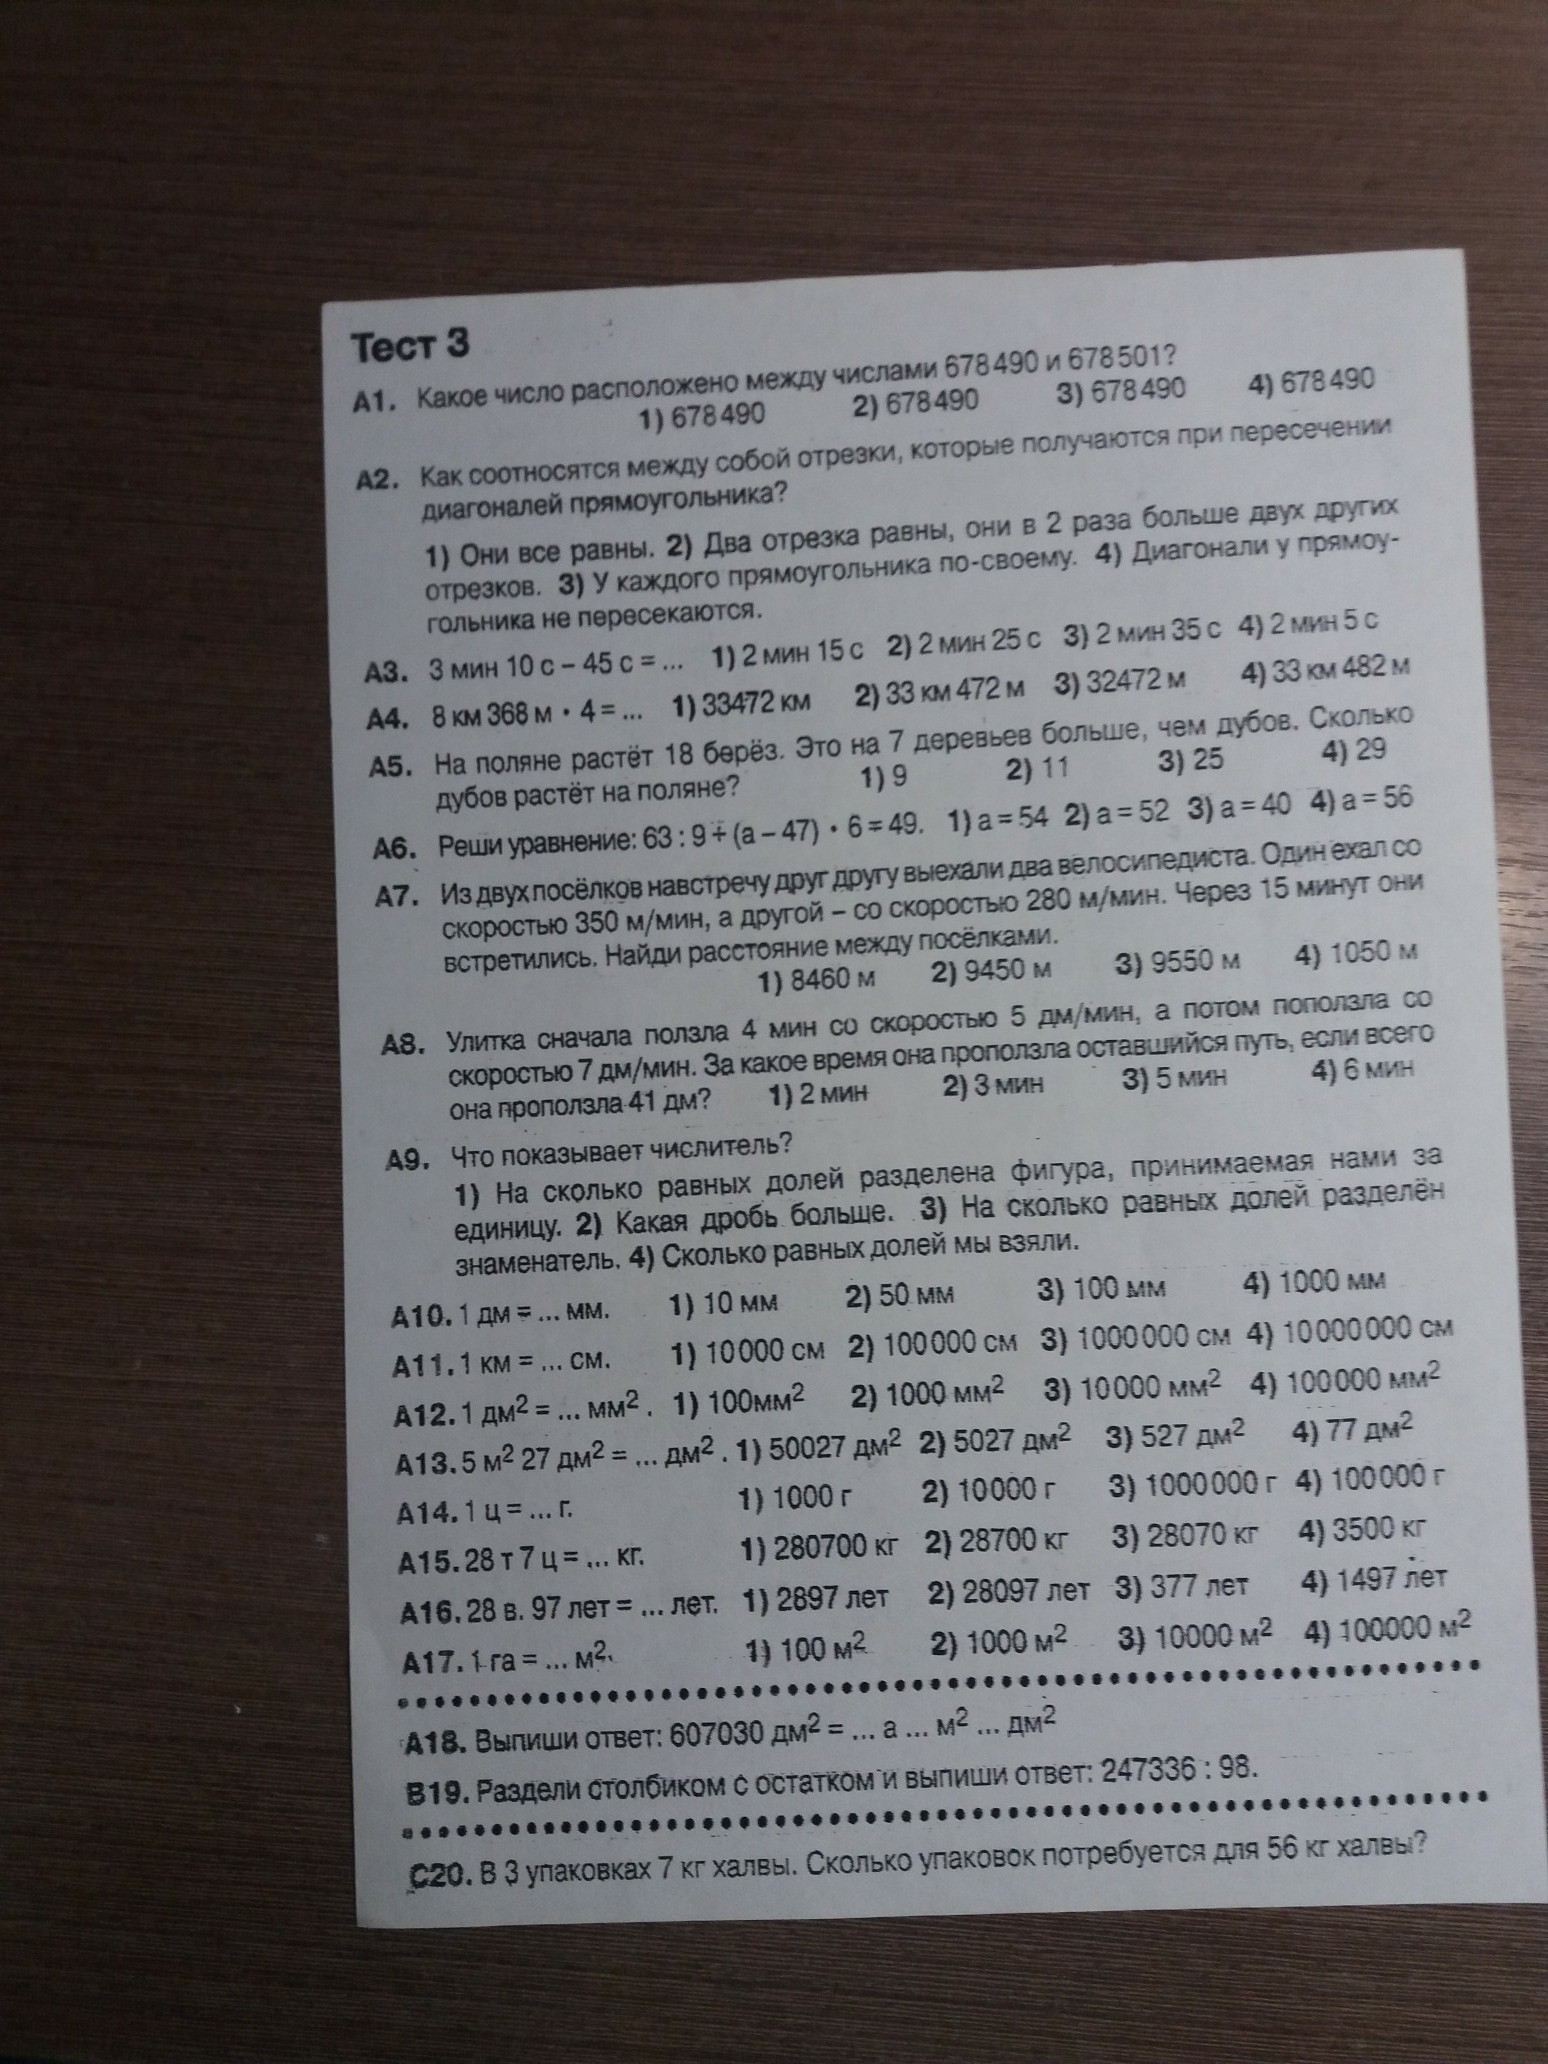 Тест 3
А1. Какое число расположено между числами 678490 и 678501?
1) 678490 2) 678490 3) 678490 4) 678490
А2. Как соотносятся между собой отрезки, которые получаются при пересечении
диагоналей прямоугольника?
1) Они все равны. 2) Два отрезка равны, они в 2 раза больше двух других
отрезков. 3) У каждого прямоугольника по-своему. 4) Диагонали у прямоу-
гольника не пересекаются.
А3. 3 мин 10 с – 45 с = ... 1) 2 мин 15 с 2) 2 мин 25 с 3) 2 мин 35 с 4) 2 мин 5 с
А4. 8 км 368 м · 4 = ... 1) 33472 км 2) 33 км 472 м 3) 32472 м 4) 33 км 482 м
А5. На поляне растёт 18 берёз. Это на 7 деревьев больше, чем дубов. Сколько
дубов растёт на поляне? 1) 9 2) 11 3) 25 4) 29
А6. Реши уравнение: 63 : 9 + (а – 47) · 6 = 49. 1) а = 54 2) а = 52 3) а = 40 4) а = 56
А7. Из двух посёлков навстречу друг другу выехали два велосипедиста. Один ехал со
скоростью 350 м/мин, а другой – со скоростью 280 м/мин. Через 15 минут они
встретились. Найди расстояние между посёлками.
1) 8460 м 2) 9450 м 3) 9550 м 4) 1050 м
А8. Улитка сначала ползла 4 мин со скоростью 5 дм/мин, а потом поползла со
скоростью 7 дм/мин. За какое время она проползла оставшийся путь, если всего
она проползла 41 дм? 1) 2 мин 2) 3 мин 3) 5 мин 4) 6 мин
А9. Что показывает числитель?
1) На сколько равных долей разделена фигура, принимаемая нами за
единицу. 2) Какая дробь больше. 3) На сколько равных долей разделён
знаменатель. 4) Сколько равных долей мы взяли.
А10. 1 дм = ... мм. 1) 10 мм 2) 50 мм 3) 100 мм 4) 1000 мм
А11. 1 км = ... см. 1) 10000 см 2) 100000 см 3) 1000000 см 4) 10000000 см
А12. 1 дм² = ... мм² . 1) 100мм² 2) 1000 мм² 3) 10000 мм² 4) 100000 мм²
А13. 5 м² 27 дм² = ... дм² . 1) 50027 дм² 2) 5027 дм² 3) 527 дм² 4) 77 дм²
А14. 1 ц = ... г. 1) 1000 г 2) 10000 г 3) 1000000 г 4) 100000 г
А15. 28 т 7 ц = ... кг. 1) 280700 кг 2) 28700 кг 3) 28070 кг 4) 3500 кг
А16. 28 в. 97 лет = ... лет. 1) 2897 лет 2) 28097 лет 3) 377 лет 4) 1497 лет
А17. 1 га = ... м². 1) 100 м² 2) 1000 м² 3) 10000 м² 4) 100000 м²
А18. Выпиши ответ: 607030 дм² = ... а ... м² ... дм²
В19. Раздели столбиком с остатком и выпиши ответ: 247336 : 98.
С20. В 3 упаковках 7 кг халвы. Сколько упаковок потребуется для 56 кг халвы?